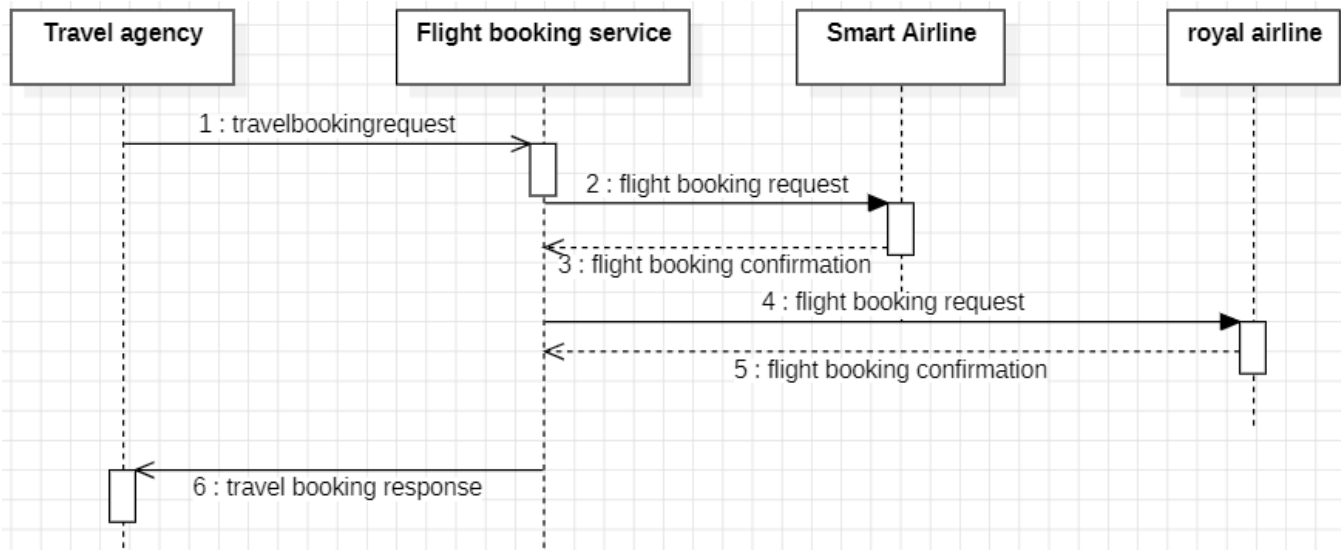 Travel agency
Flight booking service
Smart Airline
royal airline
1 : travelbookingrequest
2 : flight booking request
3 : flight booking confirmation
4 : flight booking request
5 : flight booking confirmation
6 : travel booking response